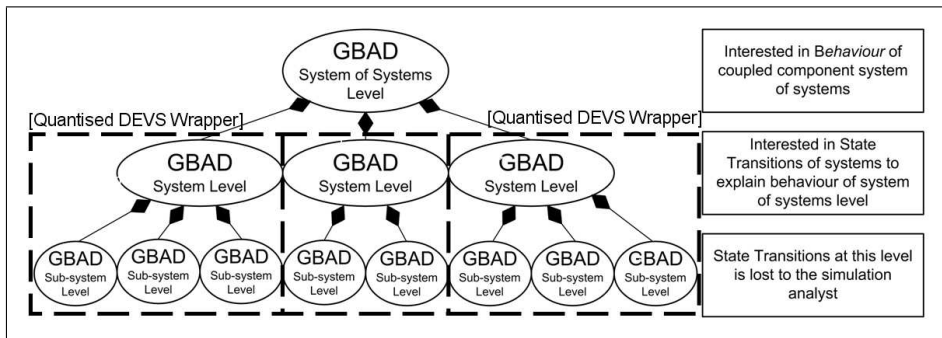 GBAD
System of Systems
Level
Interested in Behaviour of
coupled component system
of systems
[Quantised DEVS Wrapper]
[Quantised DEVS Wrapper]
GBAD
System Level
GBAD
System Level
GBAD
System Level
Interested in State
Transitions of systems to
explain behaviour of system
of systems level
GBAD
Sub-system
Level
GBAD
Sub-system
Level
GBAD
Sub-system
Level
GBAD
Sub-system
Level
GBAD
Sub-system
Level
GBAD
Sub-system
Level
GBAD
Sub-system
Level
GBAD
Sub-system
Level
State Transitions at this level
is lost to the simulation
analyst